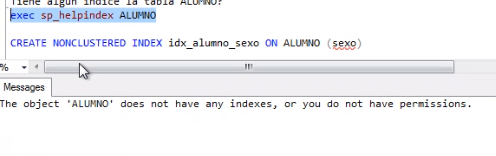 Tiene algun indice la tabla ALUMNO?
exec sp_helpindex ALUMNO
CREATE NONCLUSTERED INDEX idx_alumno_sexo ON ALUMNO (sexo)
%
Messages
The object 'ALUMNO' does not have any indexes, or you do not have permissions.